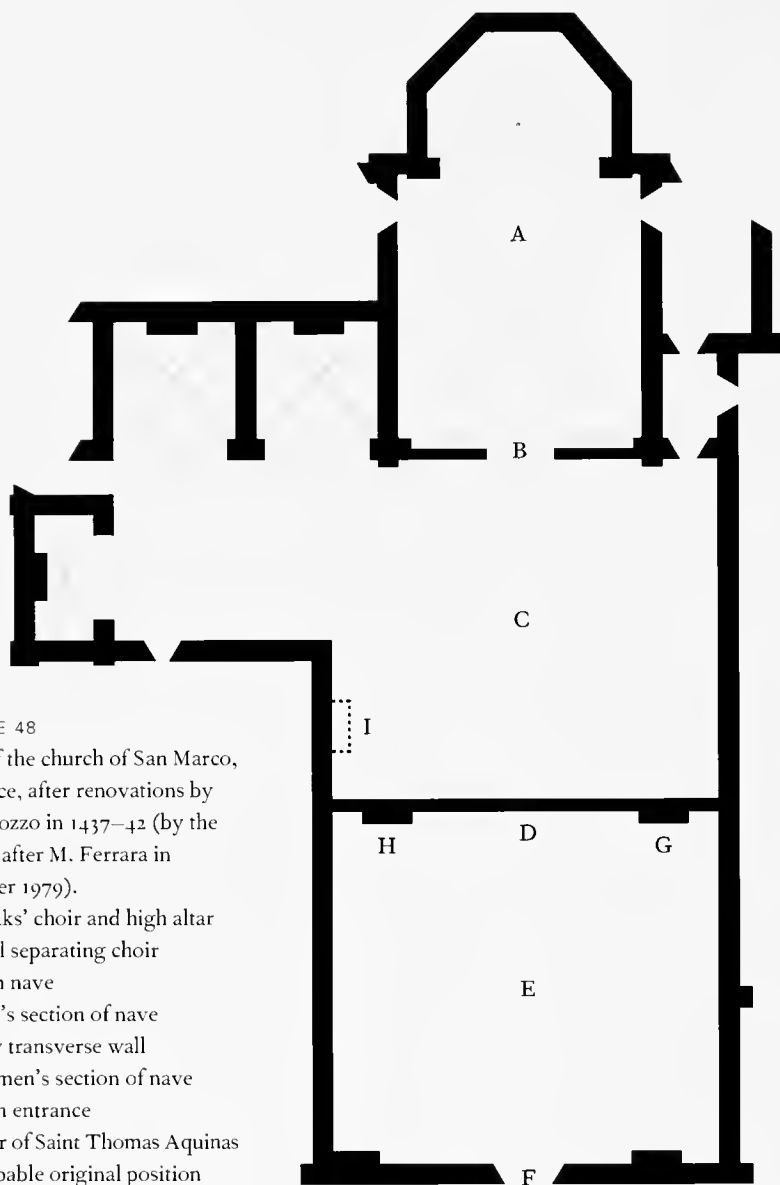 A
B
C
I
H
D
G
E
F
E 48
f the church of San Marco,
ce, after renovations by
ozzo in 1437–42 (by the
after M. Ferrara in
er 1979).
ks’ choir and high altar
l separating choir
n nave
’s section of nave
y transverse wall
men’s section of nave
n entrance
r of Saint Thomas Aquinas
bable original position